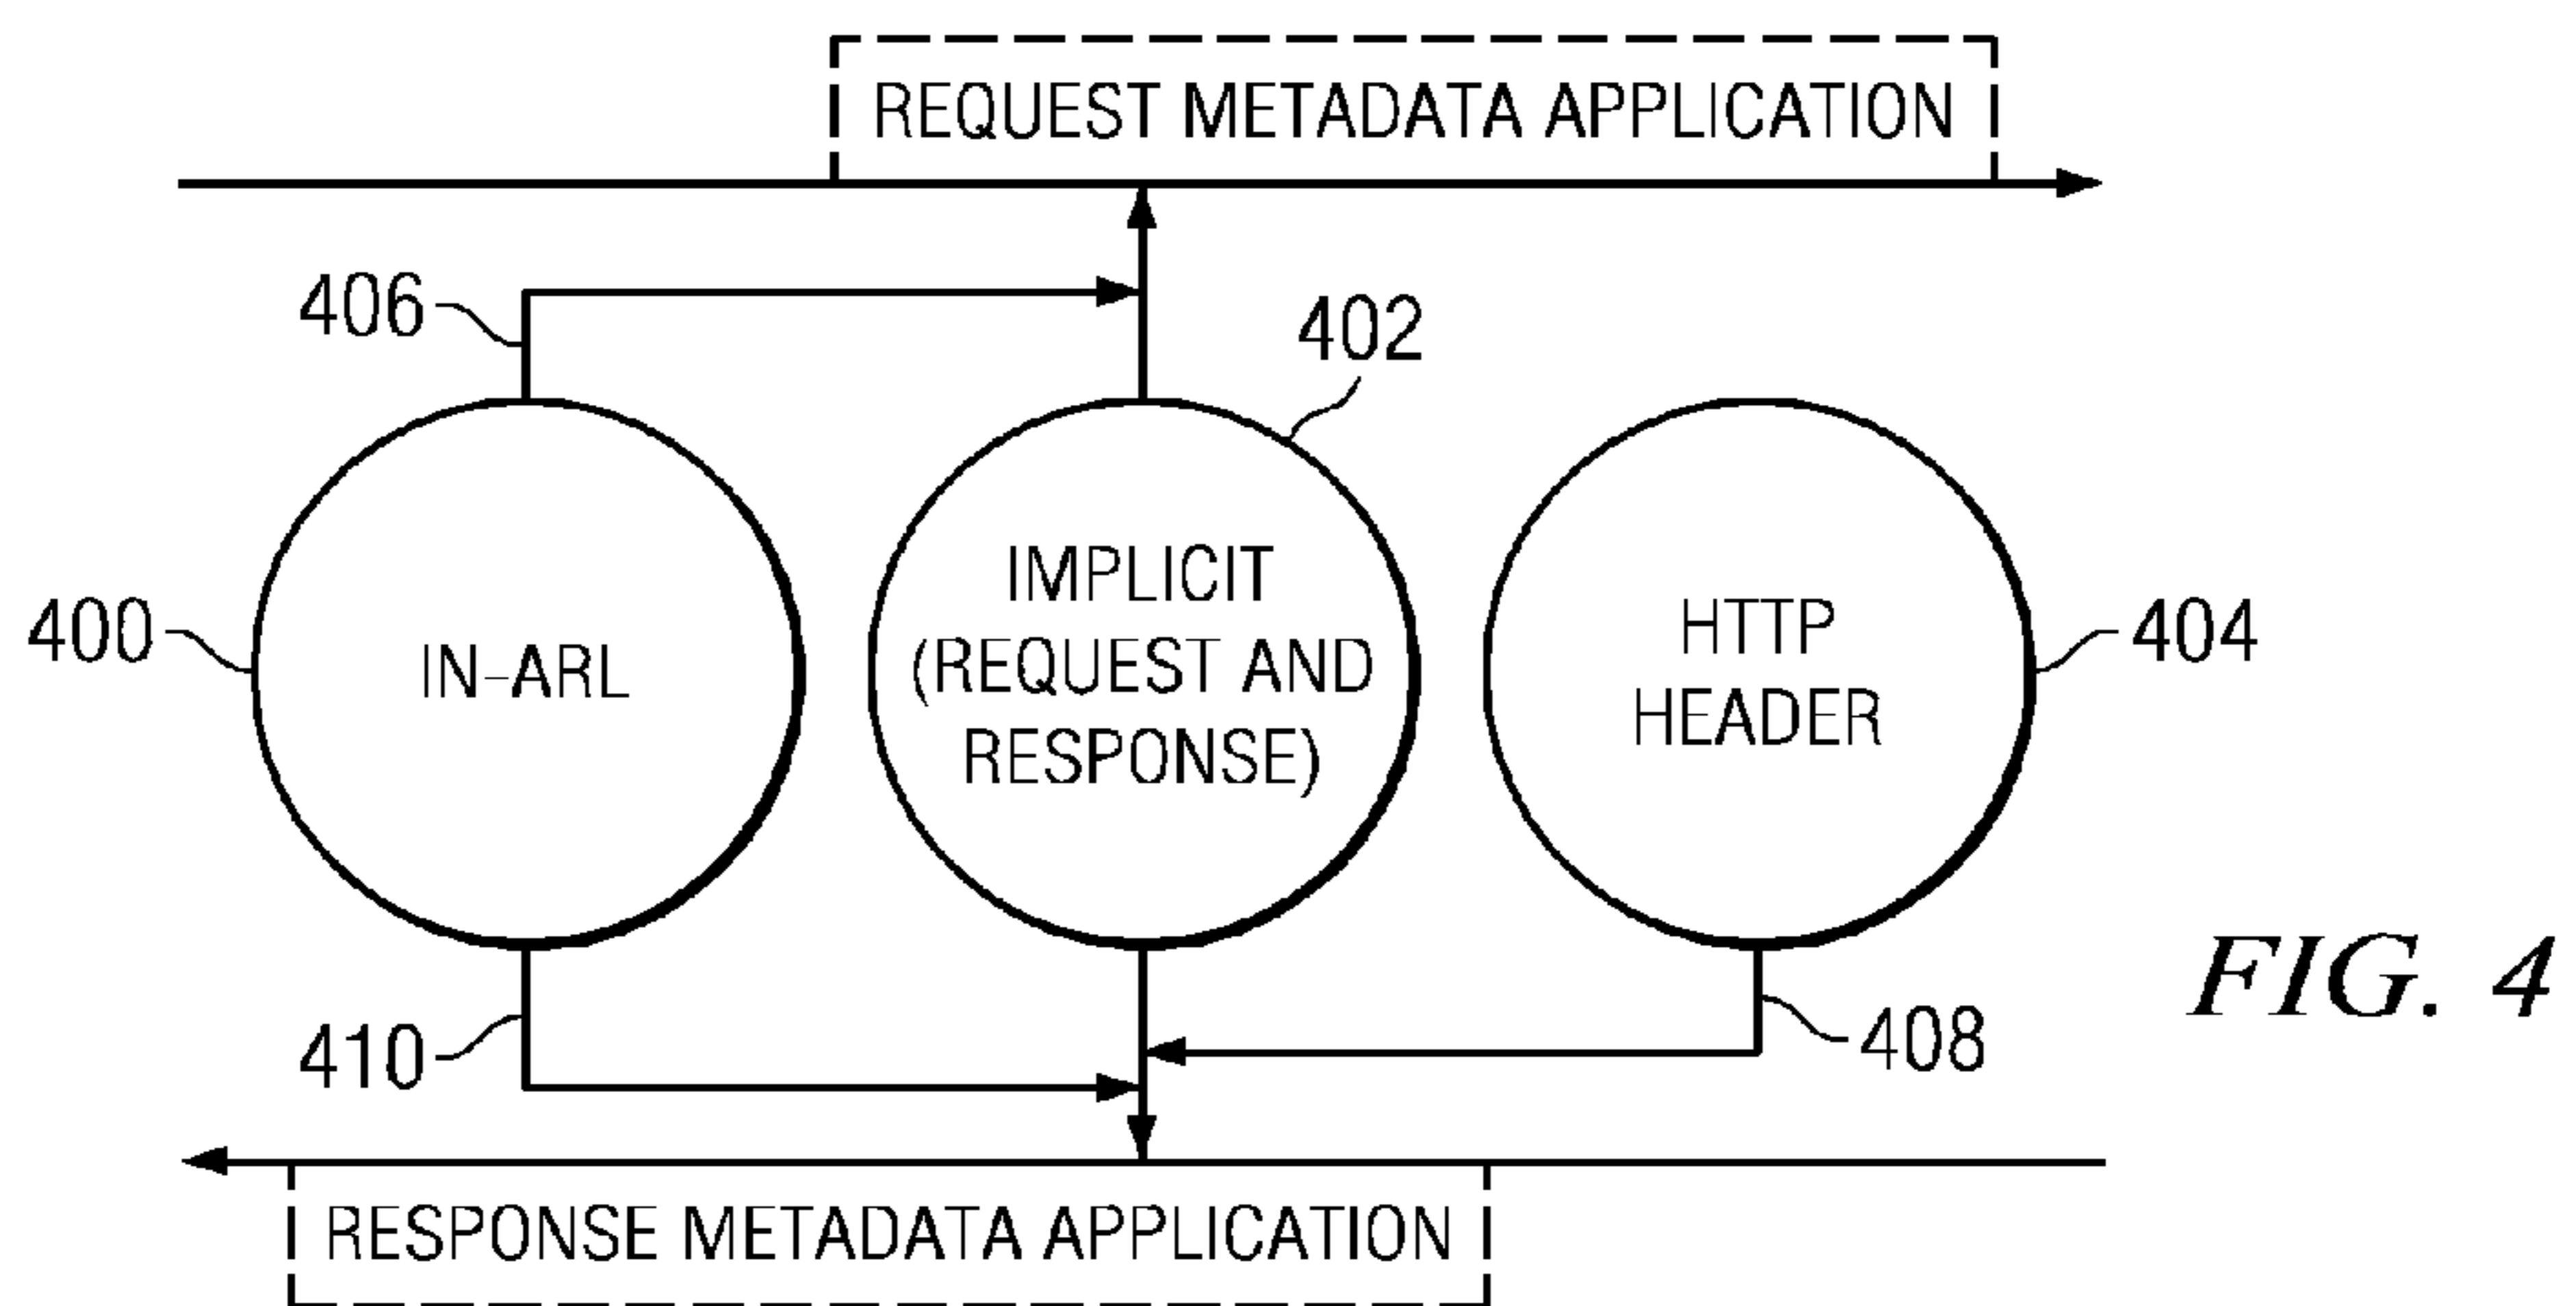 REQUEST METADATA APPLICATION
406
402
400
IN-ARL
IMPLICIT
(REQUEST AND
RESPONSE)
HTTP
HEADER
404
410
408
FIG. 4
RESPONSE METADATA APPLICATION